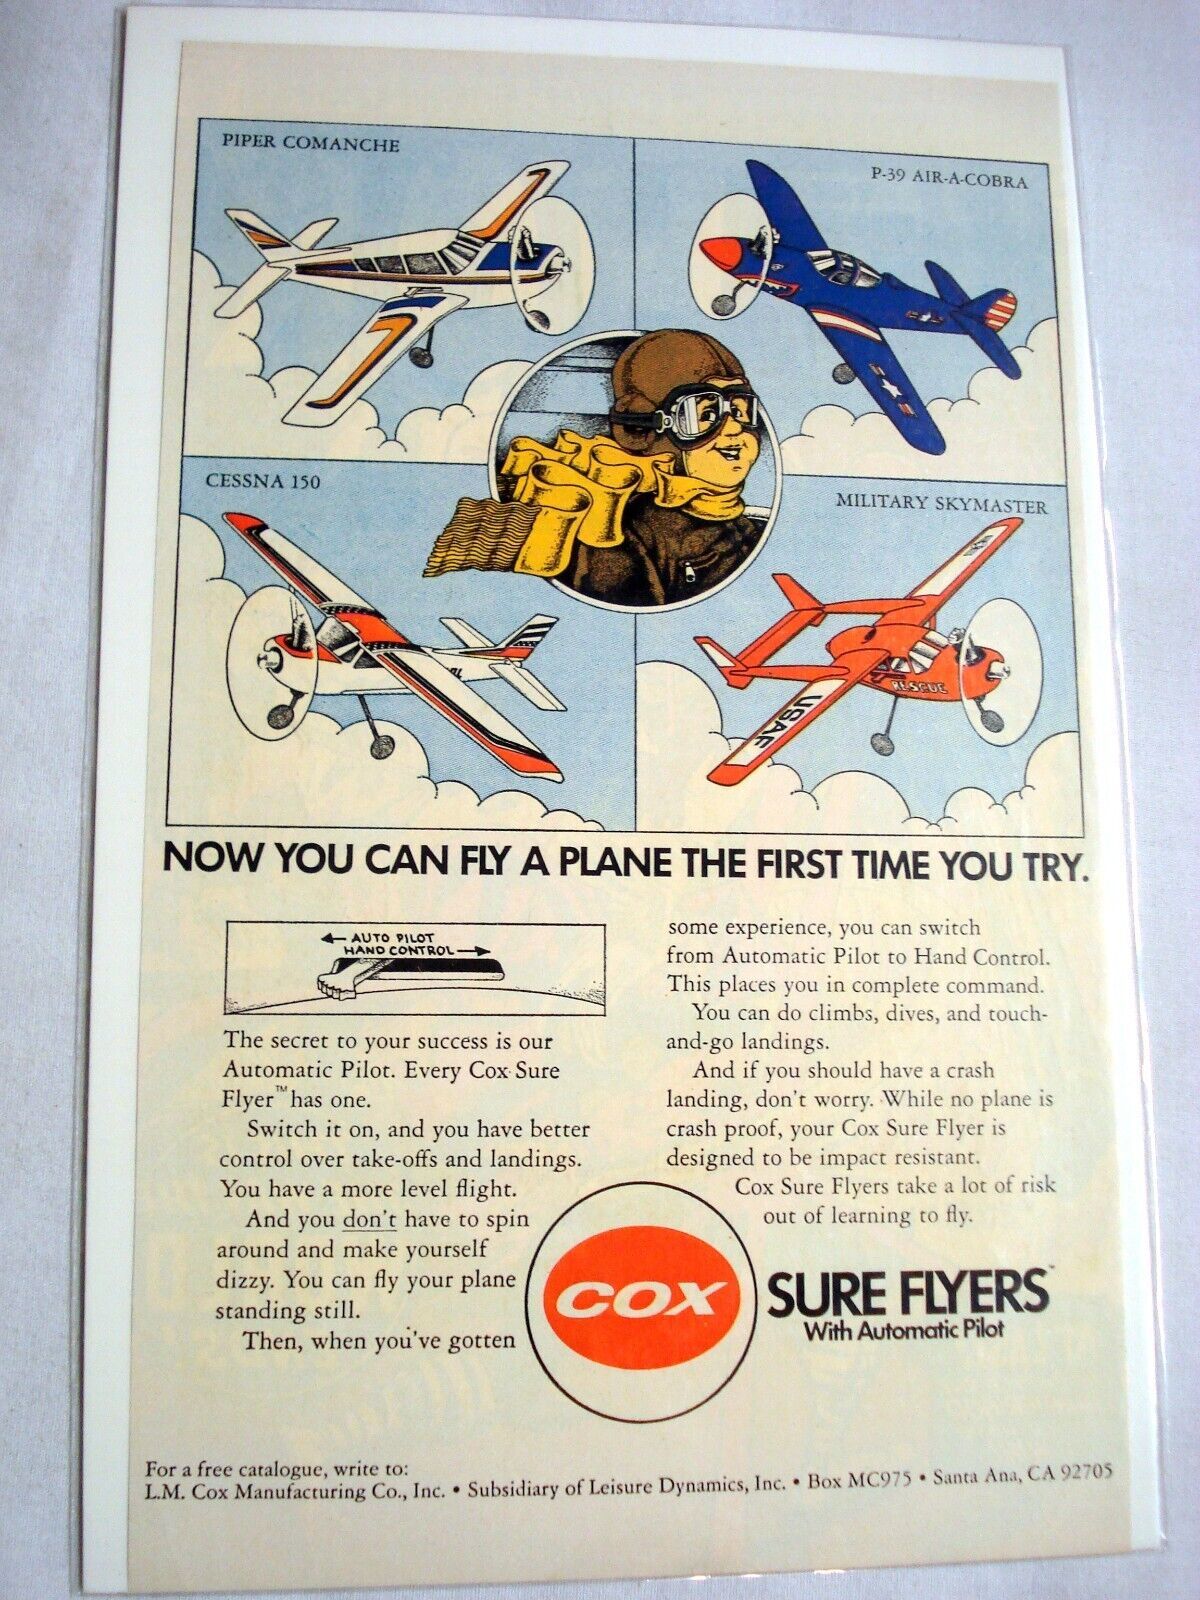 PIPER COMANCHE
P-39 AIR-A-COBRA
CESSNA 150
MILITARY SKYMASTER
RESCUE
USAF
NOW YOU CAN FLY A PLANE THE FIRST TIME YOU TRY.
← AUTO PILOT
HAND CONTROL →
The secret to your success is our
Automatic Pilot. Every Cox Sure
Flyer™ has one.
Switch it on, and you have better
control over take-offs and landings.
You have a more level flight.
And you don't have to spin
around and make yourself
dizzy. You can fly your plane
standing still.
Then, when you've gotten
some experience, you can switch
from Automatic Pilot to Hand Control.
This places you in complete command.
You can do climbs, dives, and touch-
and-go landings.
And if you should have a crash
landing, don't worry. While no plane is
crash proof, your Cox Sure Flyer is
designed to be impact resistant.
Cox Sure Flyers take a lot of risk
out of learning to fly.
COX
SURE FLYERS™
With Automatic Pilot
For a free catalogue, write to:
L.M. Cox Manufacturing Co., Inc. • Subsidiary of Leisure Dynamics, Inc. • Box MC975 • Santa Ana, CA 92705